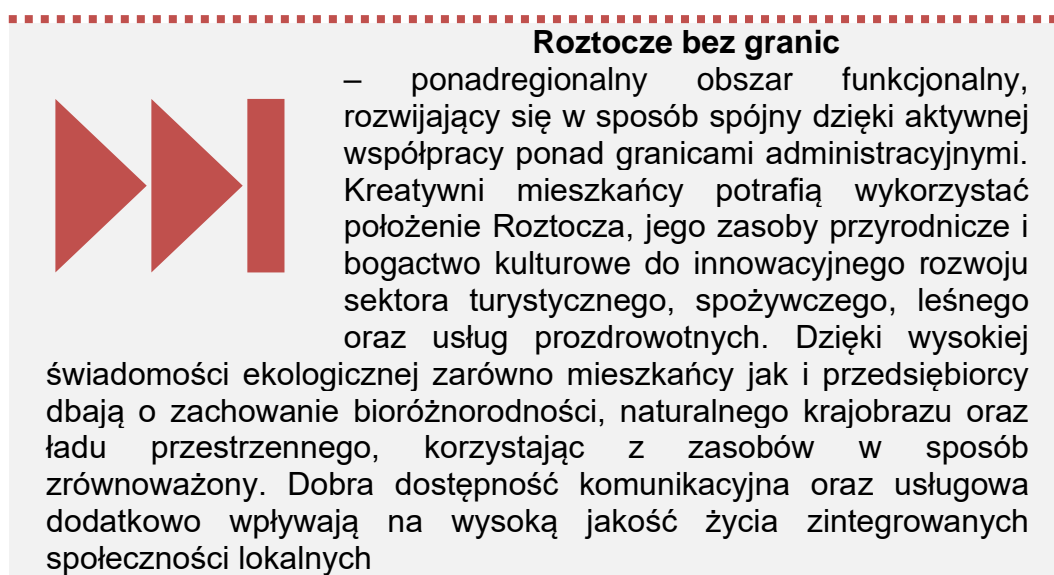 Roztocze bez granic
– ponadregionalny obszar funkcjonalny,
rozwijający się w sposób spójny dzięki aktywnej
współpracy ponad granicami administracyjnymi.
Kreatywni mieszkańcy potrafią wykorzystać
położenie Roztocza, jego zasoby przyrodnicze i
bogactwo kulturowe do innowacyjnego rozwoju
sektora turystycznego, spożywczego, leśnego
oraz usług prozdrowotnych. Dzięki wysokiej
świadomości ekologicznej zarówno mieszkańcy jak i przedsiębiorcy
dbają o zachowanie bioróżnorodności, naturalnego krajobrazu oraz
ładu przestrzennego, korzystając z zasobów w sposób
zrównoważony. Dobra dostępność komunikacyjna oraz usługowa
dodatkowo wpływają na wysoką jakość życia zintegrowanych
społeczności lokalnych